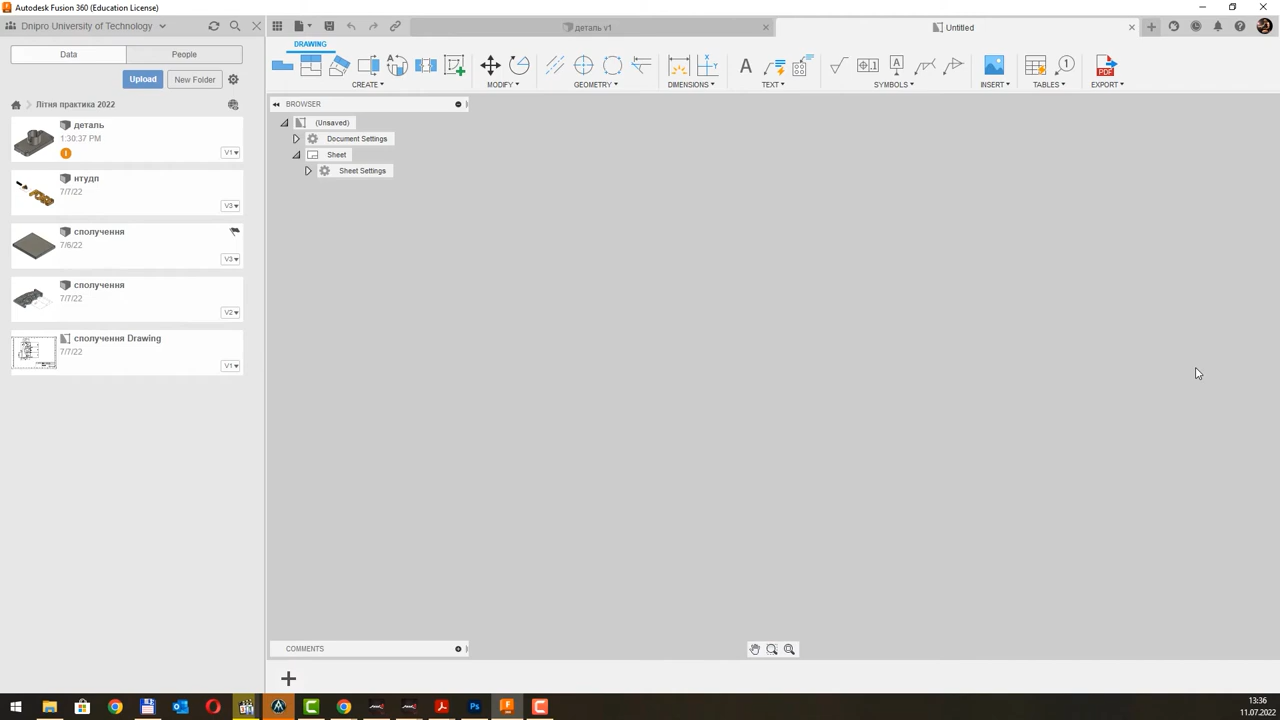 Autodesk Fusion 360 (Education License)
Dnipro University of Technology
деталь v1
Untitled
Data
People
DRAWING
Upload
New Folder
CREATE
MODIFY
GEOMETRY
DIMENSIONS
TEXT
SYMBOLS
INSERT
TABLES
EXPORT
PDF
Літня практика 2022
BROWSER
(Unsaved)
Document Settings
Sheet
Sheet Settings
деталь
1:30:37 PM
V1
нтудп
7/7/22
V3
сполучення
7/6/22
V3
сполучення
7/7/22
V2
сполучення Drawing
7/7/22
V1
COMMENTS
13:36
11.07.2022